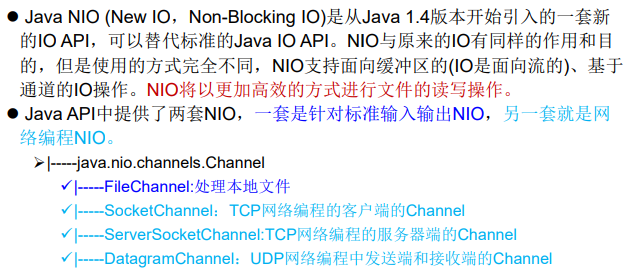 ● Java NIO (New IO，Non-Blocking IO)是从Java 1.4版本开始引入的一套新
的IO API，可以替代标准的Java IO API。NIO与原来的IO有同样的作用和目
的，但是使用的方式完全不同，NIO支持面向缓冲区的(IO是面向流的)、基于
通道的IO操作。NIO将以更加高效的方式进行文件的读写操作。
● Java API中提供了两套NIO，一套是针对标准输入输出NIO，另一套就是网
络编程NIO。
➢|-----java.nio.channels.Channel
✓|-----FileChannel:处理本地文件
✓|-----SocketChannel：TCP网络编程的客户端的Channel
✓|-----ServerSocketChannel:TCP网络编程的服务器端的Channel
✓|-----DatagramChannel：UDP网络编程中发送端和接收端的Channel